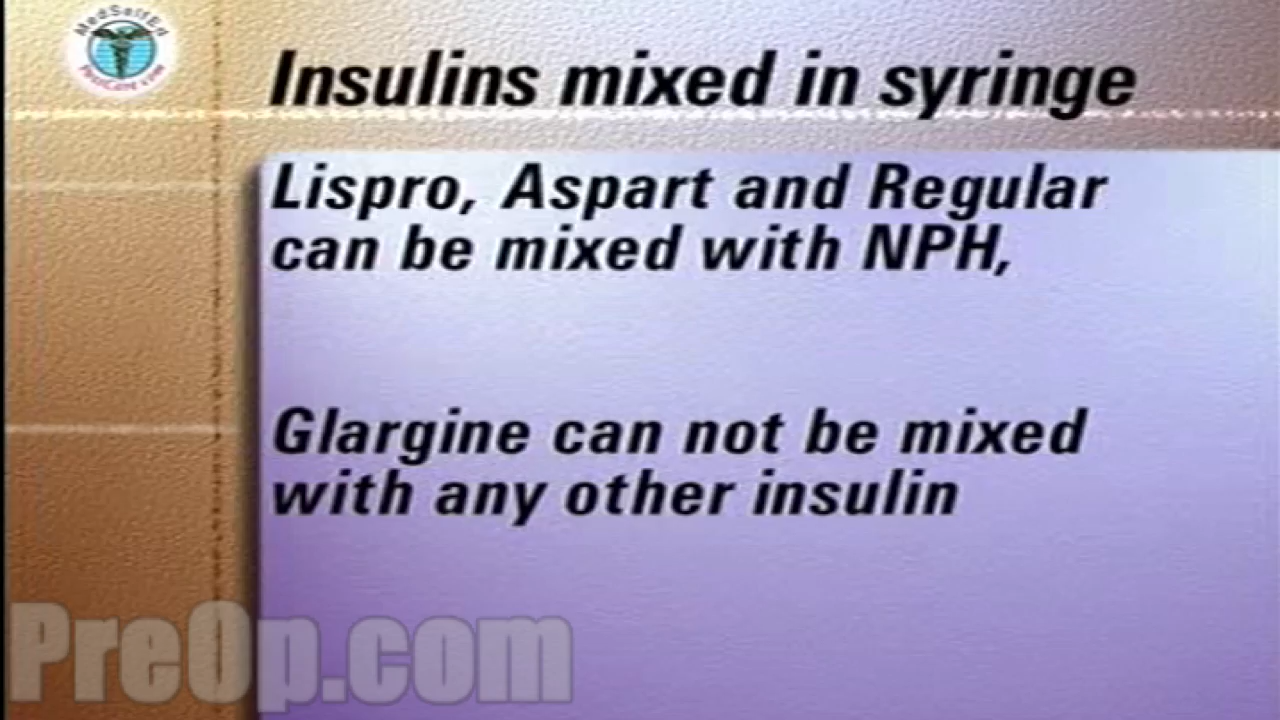 MedSelfEd
Insulins mixed in syringe
Lispro, Aspart and Regular
can be mixed with NPH,
Glargine can not be mixed
with any other insulin
PreOp.com